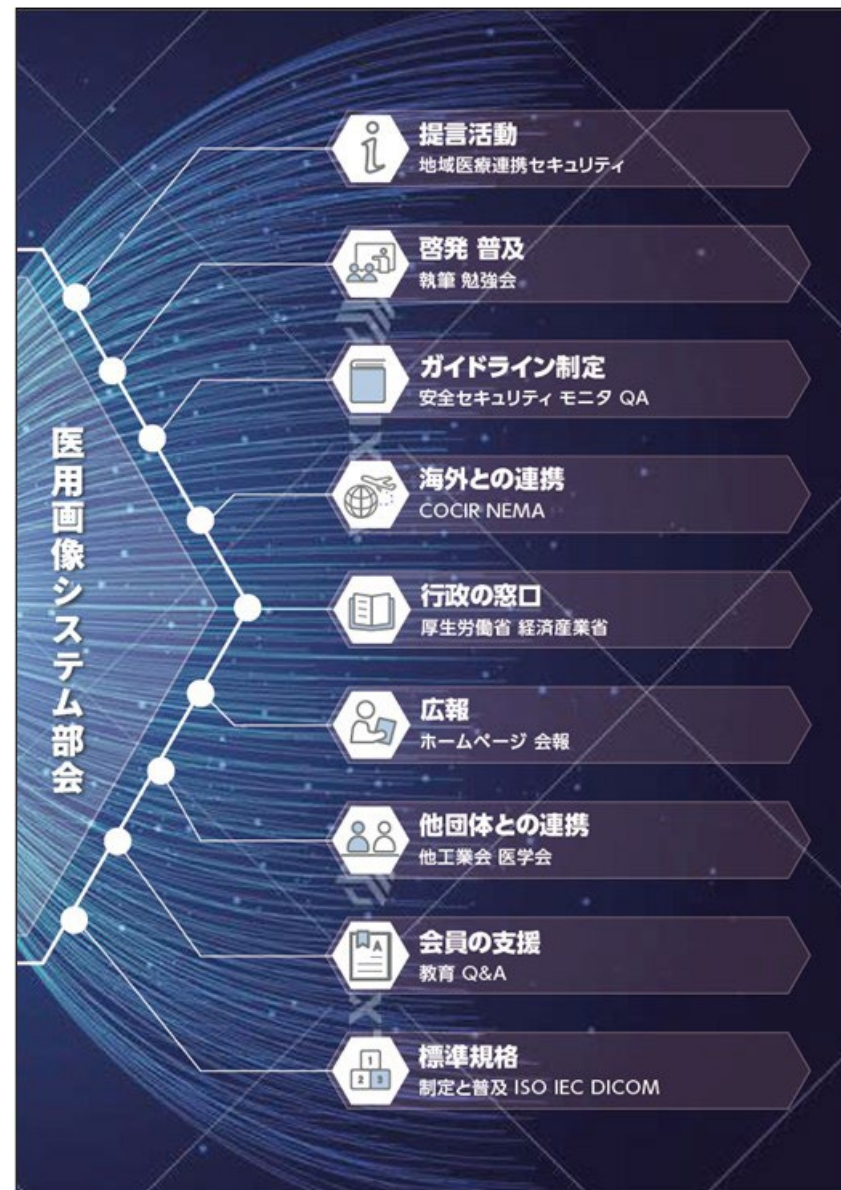 医用画像システム部会
提言活動
地域医療連携セキュリティ
啓発 普及
執筆 勉強会
ガイドライン制定
安全セキュリティ モニタ QA
海外との連携
COCIR NEMA
行政の窓口
厚生労働省 経済産業省
広報
ホームページ 会報
他団体との連携
他工業会 医学会
会員の支援
A
教育 Q&A
1
2 3
標準規格
制定と普及 ISO IEC DICOM